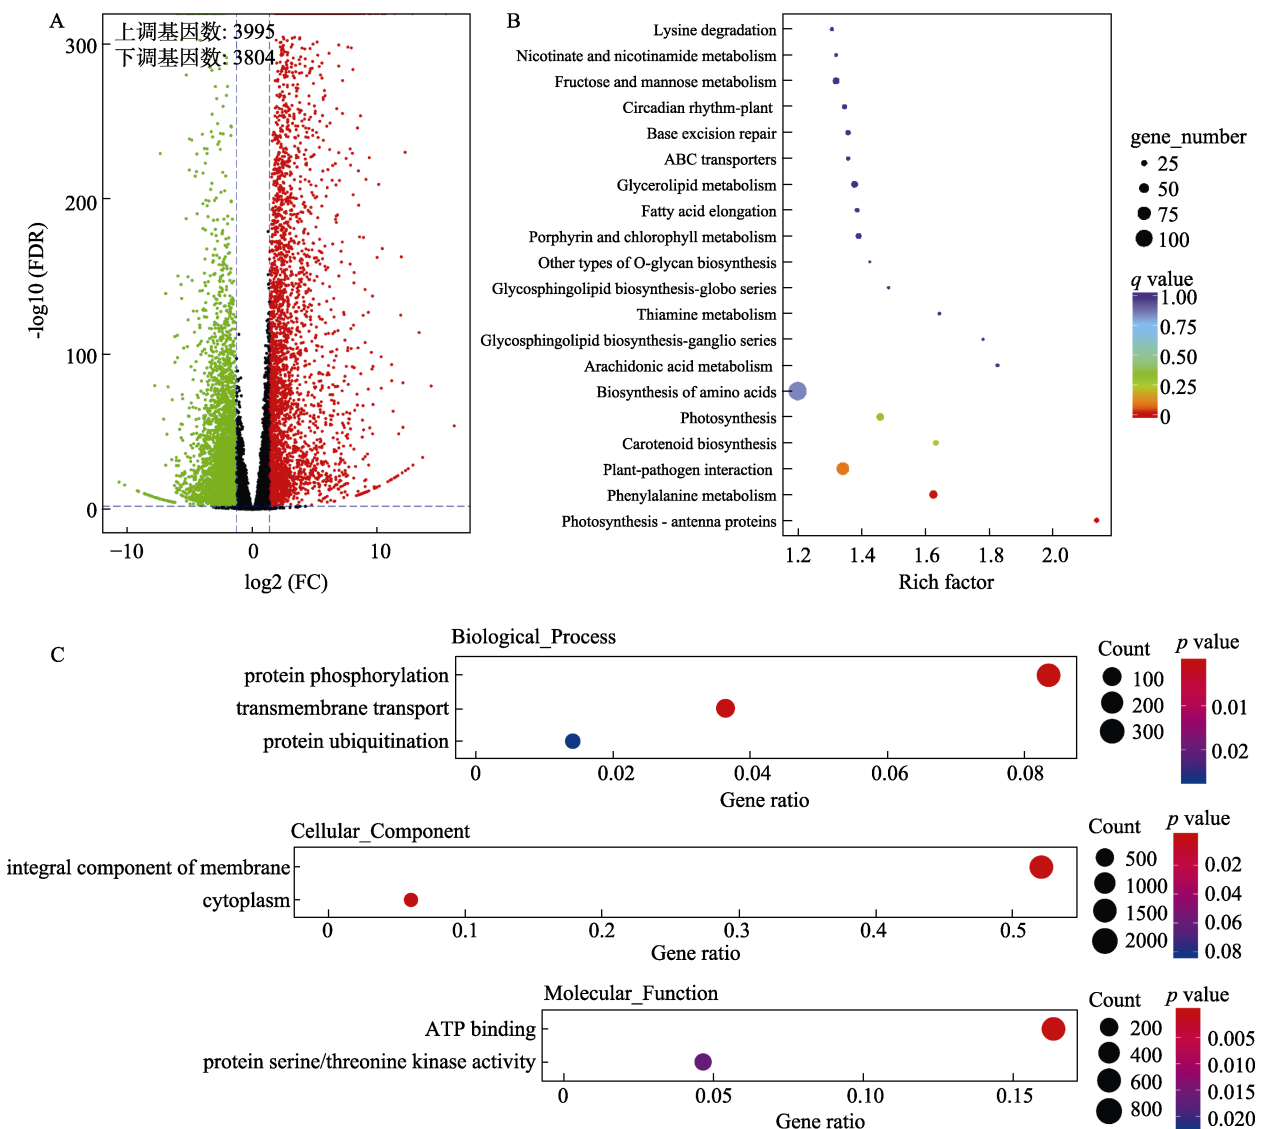 A
上调基因数: 3995
下调基因数: 3804
300
200
100
0
-log10 (FDR)
−10
0
10
log2 (FC)
B
Lysine degradation
Nicotinate and nicotinamide metabolism
Fructose and mannose metabolism
Circadian rhythm-plant
Base excision repair
ABC transporters
Glycerolipid metabolism
Fatty acid elongation
Porphyrin and chlorophyll metabolism
Other types of O-glycan biosynthesis
Glycosphingolipid biosynthesis-globo series
Thiamine metabolism
Glycosphingolipid biosynthesis-ganglio series
Arachidonic acid metabolism
Biosynthesis of amino acids
Photosynthesis
Carotenoid biosynthesis
Plant-pathogen interaction
Phenylalanine metabolism
Photosynthesis - antenna proteins
1.2
1.4
1.6
1.8
2.0
Rich factor
gene_number
25
50
75
100
q value
1.00
0.75
0.50
0.25
0
C
Biological_Process
protein phosphorylation
transmembrane transport
protein ubiquitination
0
0.02
0.04
0.06
0.08
Gene ratio
Count
100
200
300
p value
0.01
0.02
Cellular_Component
integral component of membrane
cytoplasm
0
0.1
0.2
0.3
0.4
0.5
Gene ratio
Count
500
1000
1500
2000
p value
0.02
0.04
0.06
0.08
Molecular_Function
ATP binding
protein serine/threonine kinase activity
0
0.05
0.10
0.15
Gene ratio
Count
200
400
600
800
p value
0.005
0.010
0.015
0.020